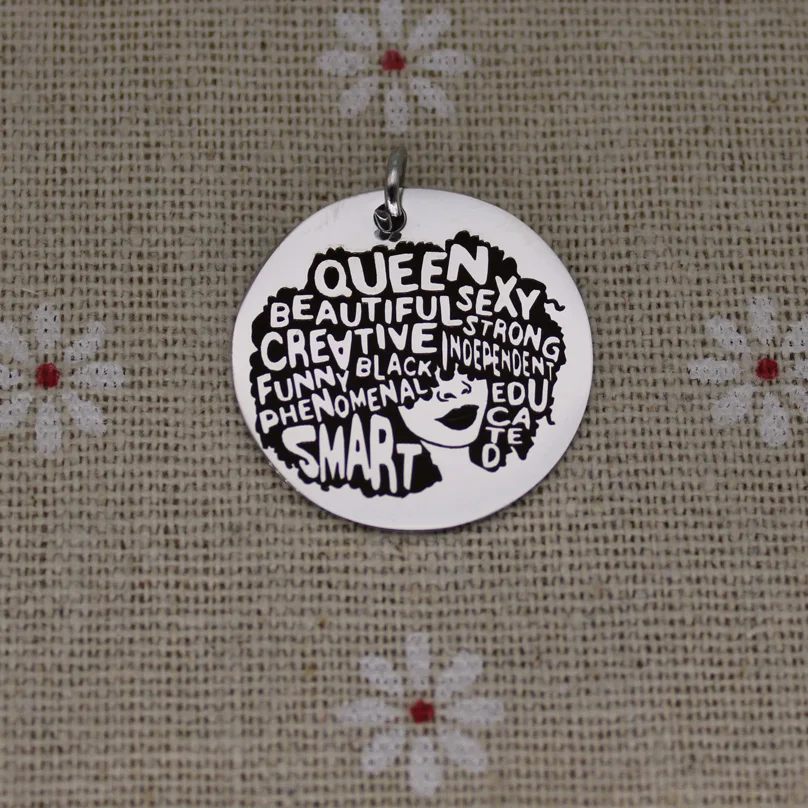 QUEEN
BEAUTIFUL SEXY
CREATIVE STRONG
BLACK INDEPENDENT
FUNNY
PHENOMENAL
SMART
EDU
CA
TE
D